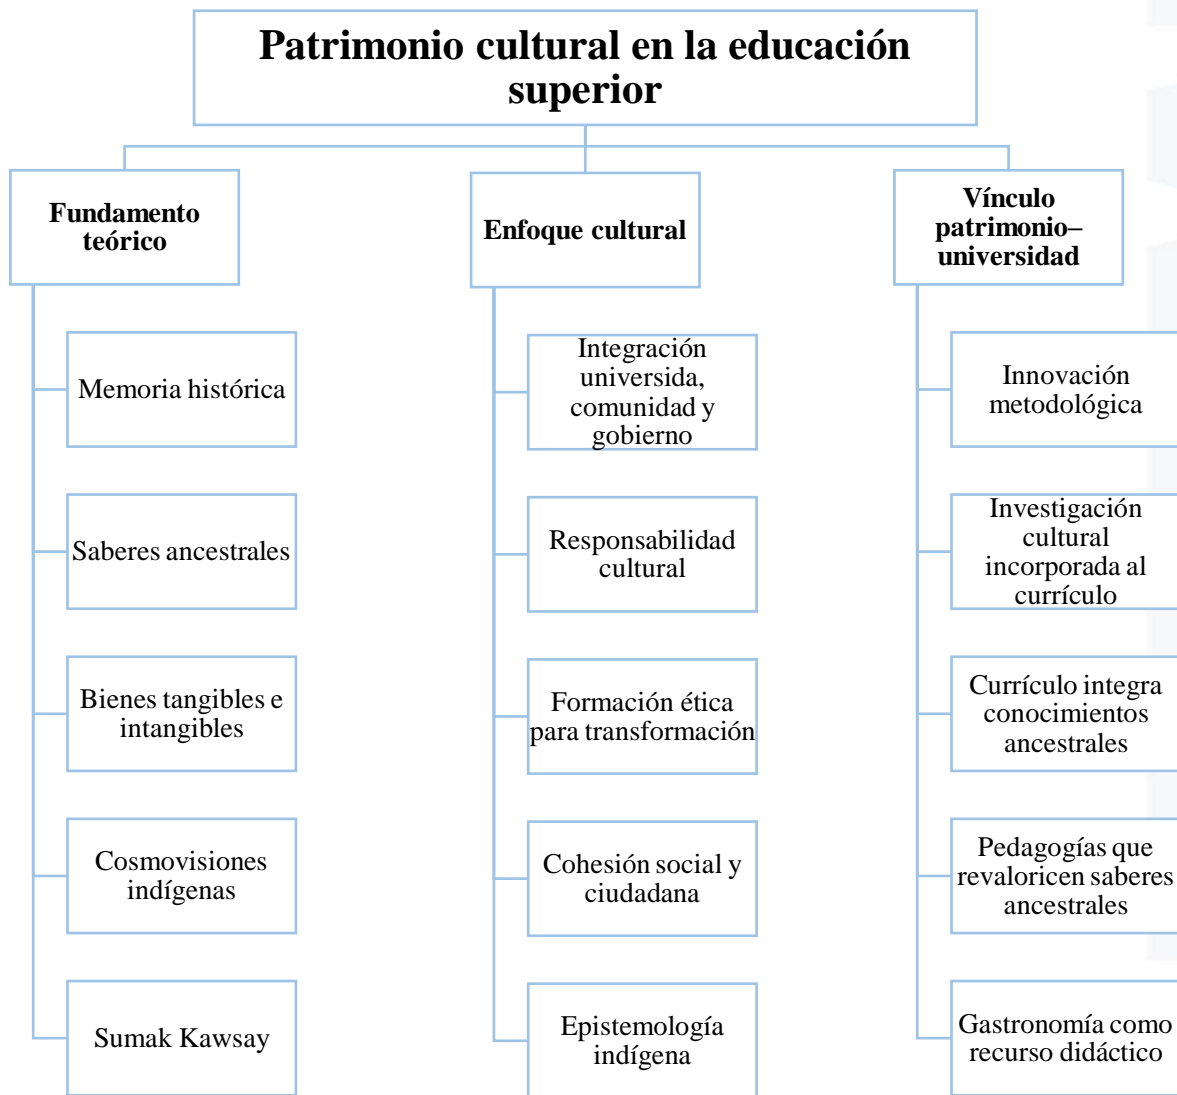 Patrimonio cultural en la educación
superior
Fundamento
teórico
Memoria histórica
Saberes ancestrales
Bienes tangibles e
intangibles
Cosmovisiones
indígenas
Sumak Kawsay
Enfoque cultural
Integración
universida,
comunidad y
gobierno
Responsabilidad
cultural
Formación ética
para transformación
Cohesión social y
ciudadana
Epistemología
indígena
Vínculo
patrimonio–
universidad
Innovación
metodológica
Investigación
cultural
incorporada al
currículo
Currículo integra
conocimientos
ancestrales
Pedagogías que
revaloricen saberes
ancestrales
Gastronomía como
recurso didáctico